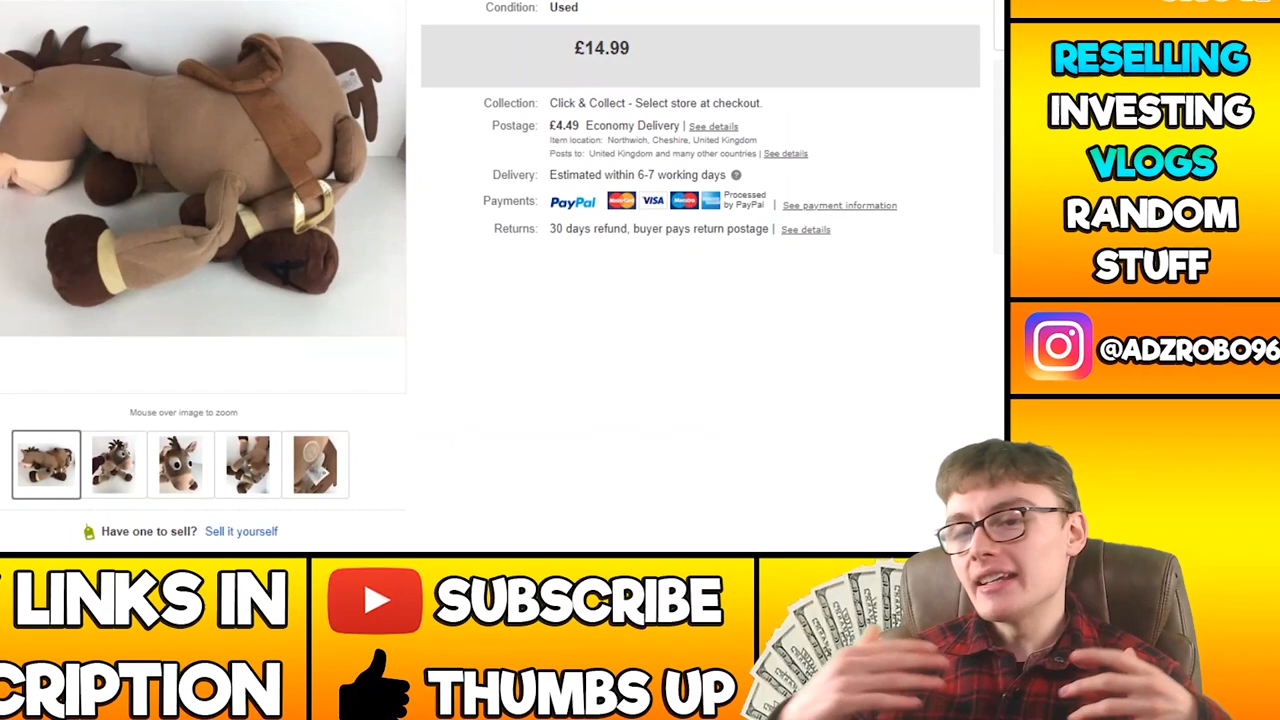 Condition: Used
£14.99
Collection: Click & Collect - Select store at checkout.
Postage: £4.49 Economy Delivery | See details
Item location: Northwich, Cheshire, United Kingdom
Posts to: United Kingdom and many other countries | See details
Delivery: Estimated within 6-7 working days
Payments: PayPal MasterCard VISA Maestro Processed by PayPal | See payment information
Returns: 30 days refund, buyer pays return postage | See details
Mouse over image to zoom
Have one to sell? Sell it yourself
RESELLING
INVESTING
VLOGS
RANDOM
STUFF
@ADZROBO96
LINKS IN
CRIPTION
SUBSCRIBE
THUMBS UP